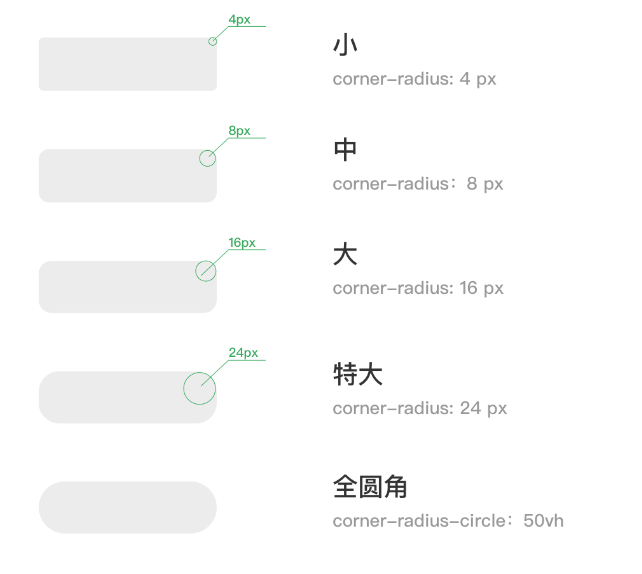 4px
小
corner-radius: 4 px
8px
中
corner-radius：8 px
16px
大
corner-radius: 16 px
24px
特大
corner-radius: 24 px
全圆角
corner-radius-circle：50vh